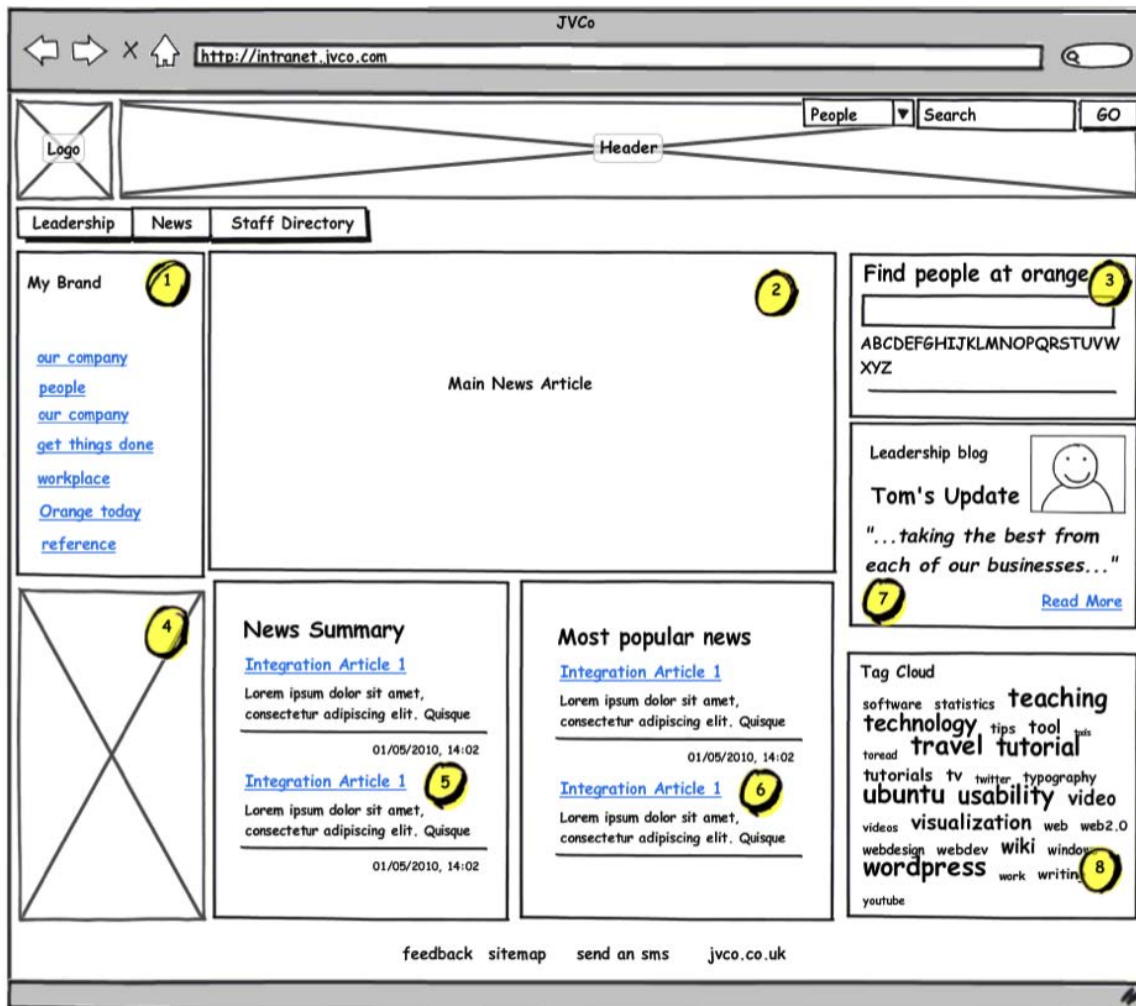 JVCo
http://intranet.jvco.com
People
Search
GO
Logo
Header
Leadership
News
Staff Directory
My Brand
1
our company
people
our company
get things done
workplace
Orange today
reference
2
Main News Article
3
Find people at orange
ABCDEFGHIJKLMNOPQRSTUVW
XYZ
Leadership blog
Tom's Update
"...taking the best from
each of our businesses..."
7
Read More
4
News Summary
Integration Article 1
Lorem ipsum dolor sit amet,
consectetur adipiscing elit. Quisque
01/05/2010, 14:02
Integration Article 1
5
Lorem ipsum dolor sit amet,
consectetur adipiscing elit. Quisque
01/05/2010, 14:02
Most popular news
Integration Article 1
Lorem ipsum dolor sit amet,
consectetur adipiscing elit. Quisque
01/05/2010, 14:02
Integration Article 1
6
Lorem ipsum dolor sit amet,
consectetur adipiscing elit. Quisque
Tag Cloud
software statistics teaching
technology tips tool
toread travel tutorial
tutorials tv twitter typography
ubuntu usability video
videos visualization web web2.0
webdesign webdev wiki
wordpress work
8
youtube
feedback sitemap send an sms jvco.co.uk